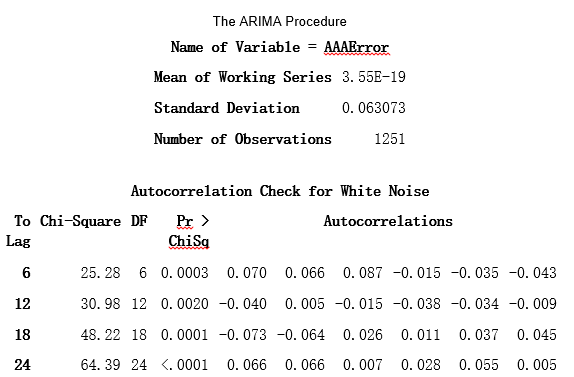 The ARIMA Procedure
Name of Variable = AAAError
Mean of Working Series 3.55E-19
Standard Deviation 0.063073
Number of Observations 1251
Autocorrelation Check for White Noise
To Lag Chi-Square DF Pr > ChiSq Autocorrelations
6 25.28 6 0.0003 0.070 0.066 0.087 -0.015 -0.035 -0.043
12 30.98 12 0.0020 -0.040 0.005 -0.015 -0.038 -0.034 -0.009
18 48.22 18 0.0001 -0.073 -0.064 0.026 0.011 0.037 0.045
24 64.39 24 <.0001 0.066 0.066 0.007 0.028 0.055 0.005